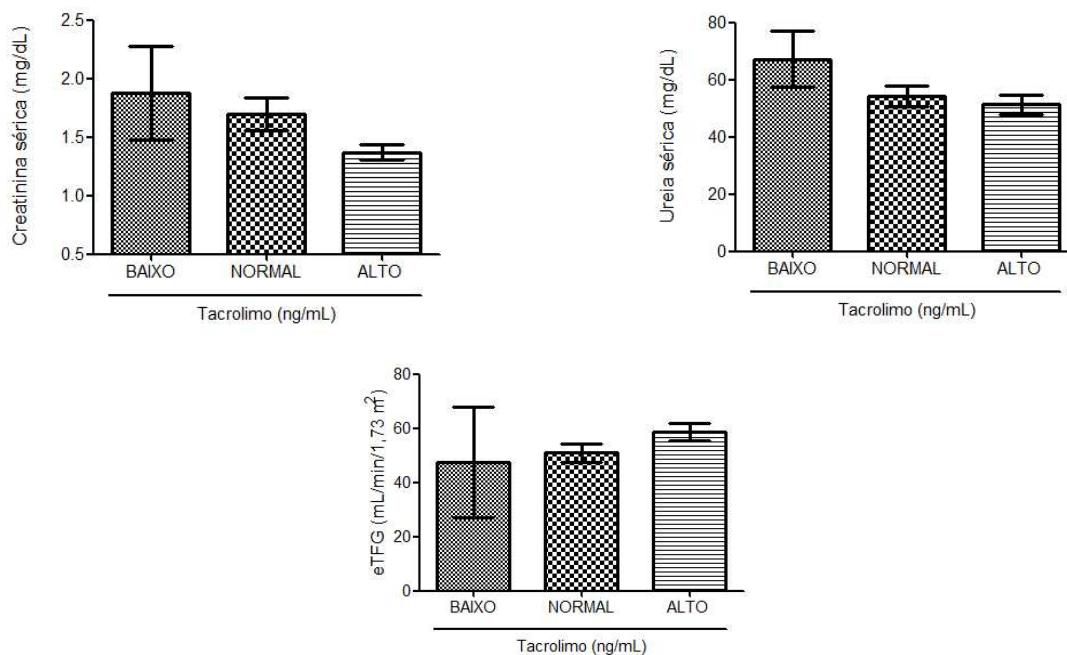 Creatinina sérica (mg/dL)
2.5
2.0
1.5
1.0
0.5
BAIXO NORMAL ALTO
Tacrolimo (ng/mL)
Ureia sérica (mg/dL)
80
60
40
20
0
BAIXO NORMAL ALTO
Tacrolimo (ng/mL)
eTFG (mL/min/1,73 m²)
80
60
40
20
0
BAIXO NORMAL ALTO
Tacrolimo (ng/mL)